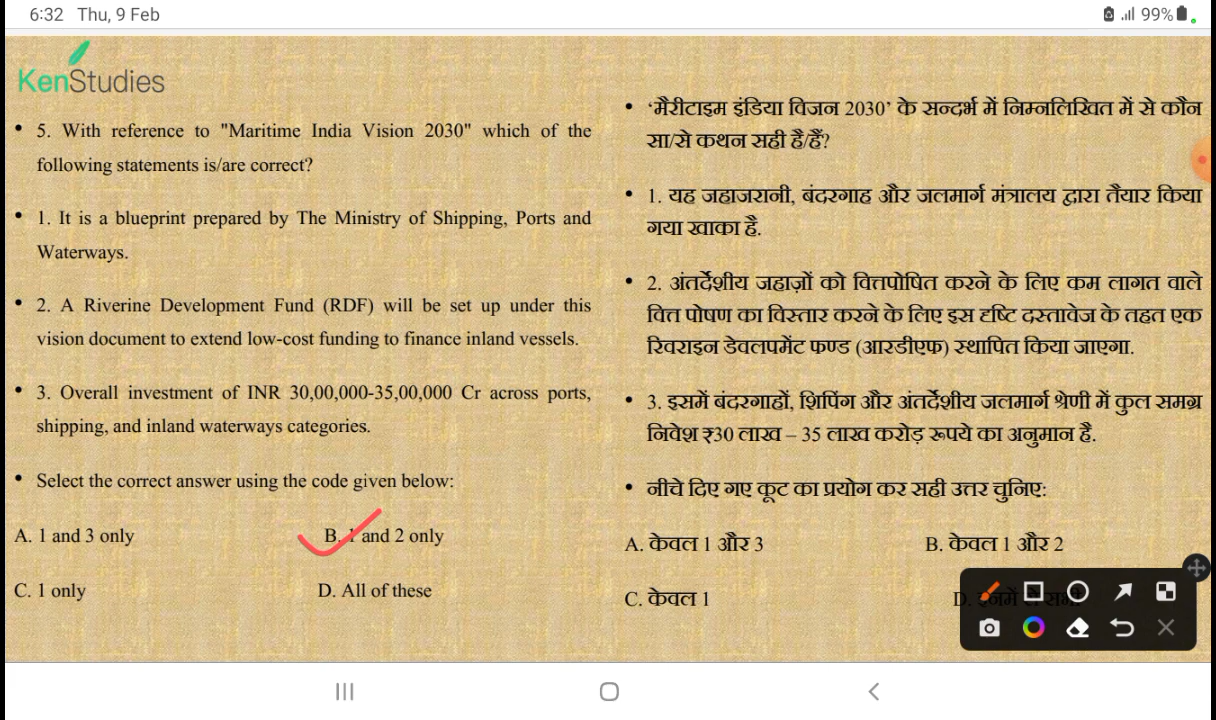 6:32 Thu, 9 Feb
99%
KenStudies
• 5. With reference to "Maritime India Vision 2030" which of the
following statements is/are correct?
• 1. It is a blueprint prepared by The Ministry of Shipping, Ports and
Waterways.
• 2. A Riverine Development Fund (RDF) will be set up under this
vision document to extend low-cost funding to finance inland vessels.
• 3. Overall investment of INR 30,00,000-35,00,000 Cr across ports,
shipping, and inland waterways categories.
• Select the correct answer using the code given below:
A. 1 and 3 only B. 1 and 2 only
C. 1 only D. All of these
• ‘मैरीटाइम इंडिया विजन 2030’ के सन्दर्भ में निम्नलिखित में से कौन
सा/से कथन सही है/हैं?
• 1. यह जहाजरानी, बंदरगाह और जलमार्ग मंत्रालय द्वारा तैयार किया
गया खाका है.
• 2. अंतर्देशीय जहाज़ों को वित्तपोषित करने के लिए कम लागत वाले
वित्त पोषण का विस्तार करने के लिए इस दृष्टि दस्तावेज के तहत एक
रिवराइन डेवलपमेंट फण्ड (आरडीएफ) स्थापित किया जाएगा.
• 3. इसमें बंदरगाहों, शिपिंग और अंतर्देशीय जलमार्ग श्रेणी में कुल समग्र
निवेश ₹30 लाख – 35 लाख करोड़ रूपये का अनुमान है.
• नीचे दिए गए कूट का प्रयोग कर सही उत्तर चुनिए:
A. केवल 1 और 3 B. केवल 1 और 2
C. केवल 1 D. इनमें से सभी